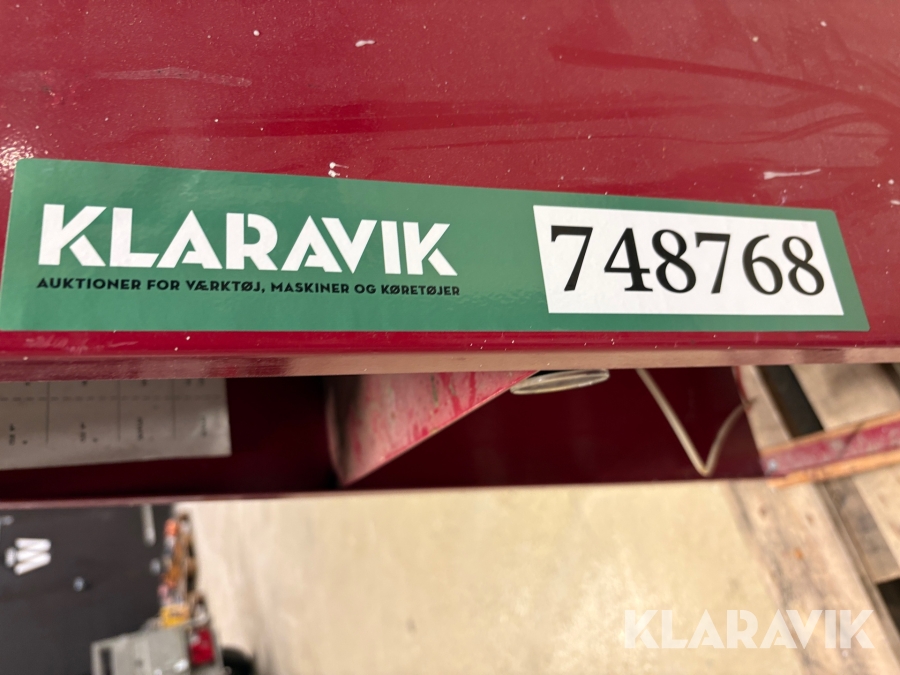 KLARAVIK
AUKTIONER FOR VÆRKTØJ, MASKINER OG KØRETØJER
748768
KLARAVIK